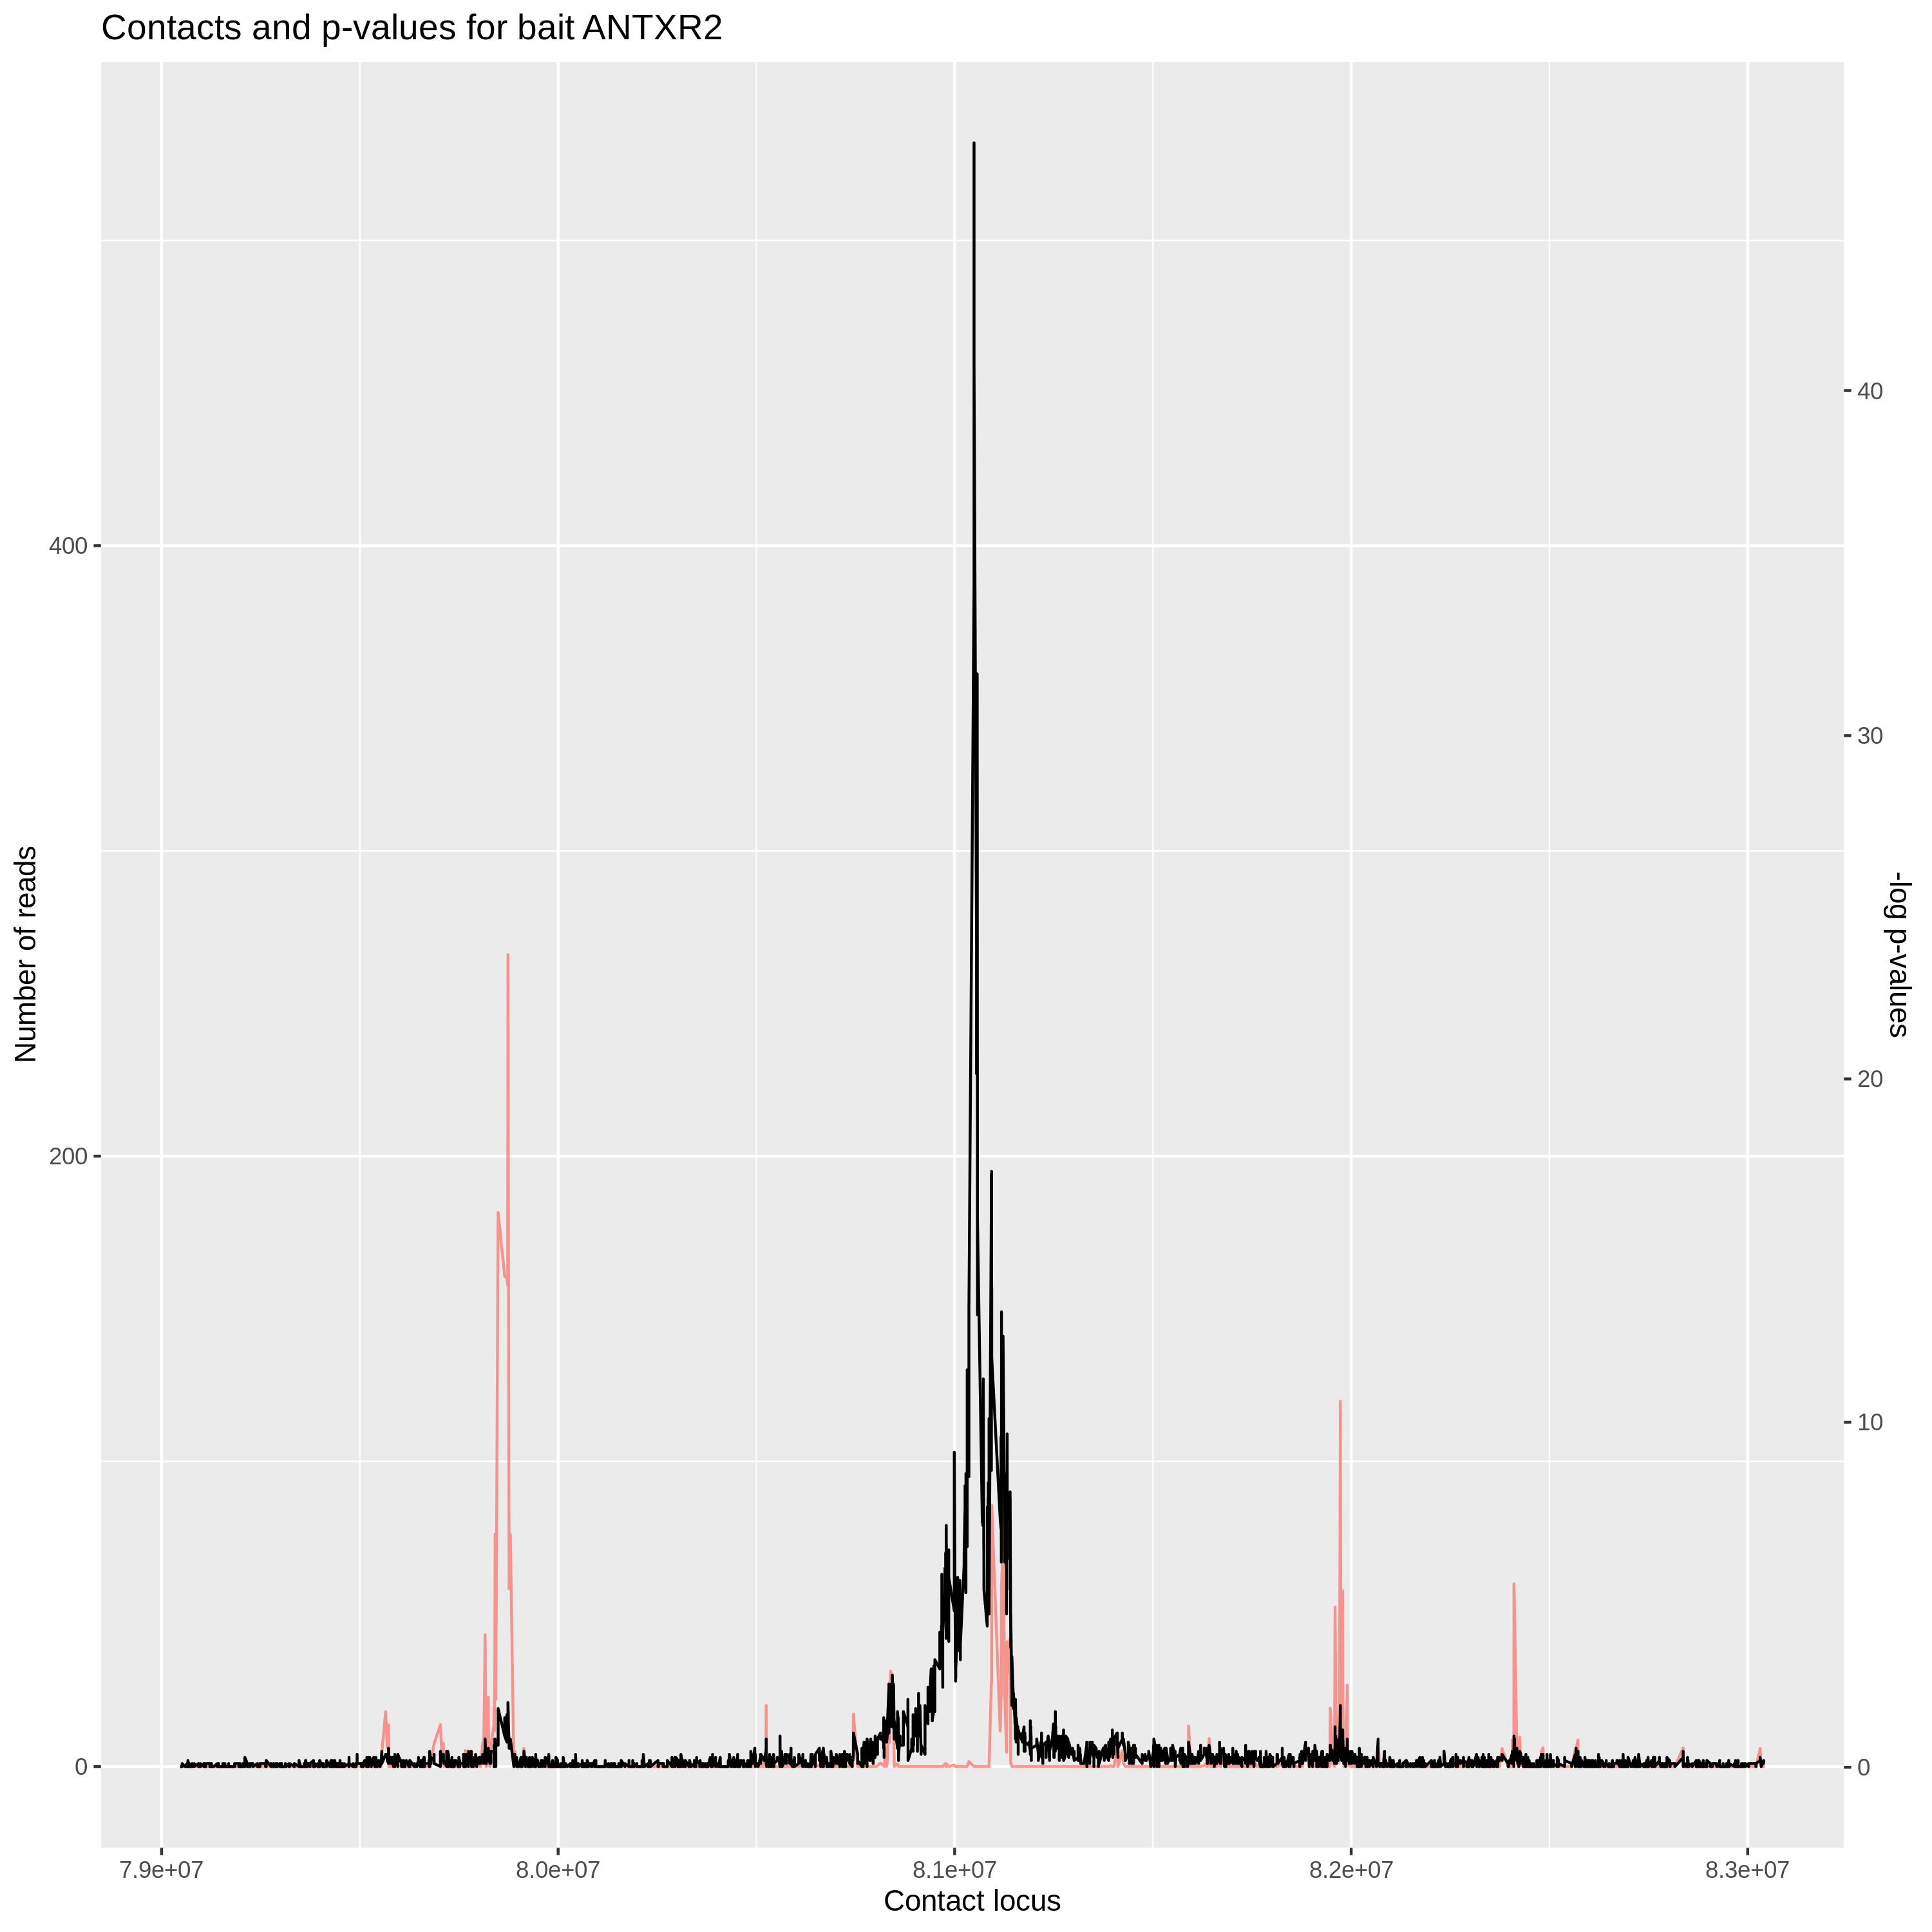 Contacts and p-values for bait ANTXR2
Number of reads
400
200
0
-log p-values
40
30
20
10
0
7.9e+07
8.0e+07
8.1e+07
8.2e+07
8.3e+07
Contact locus